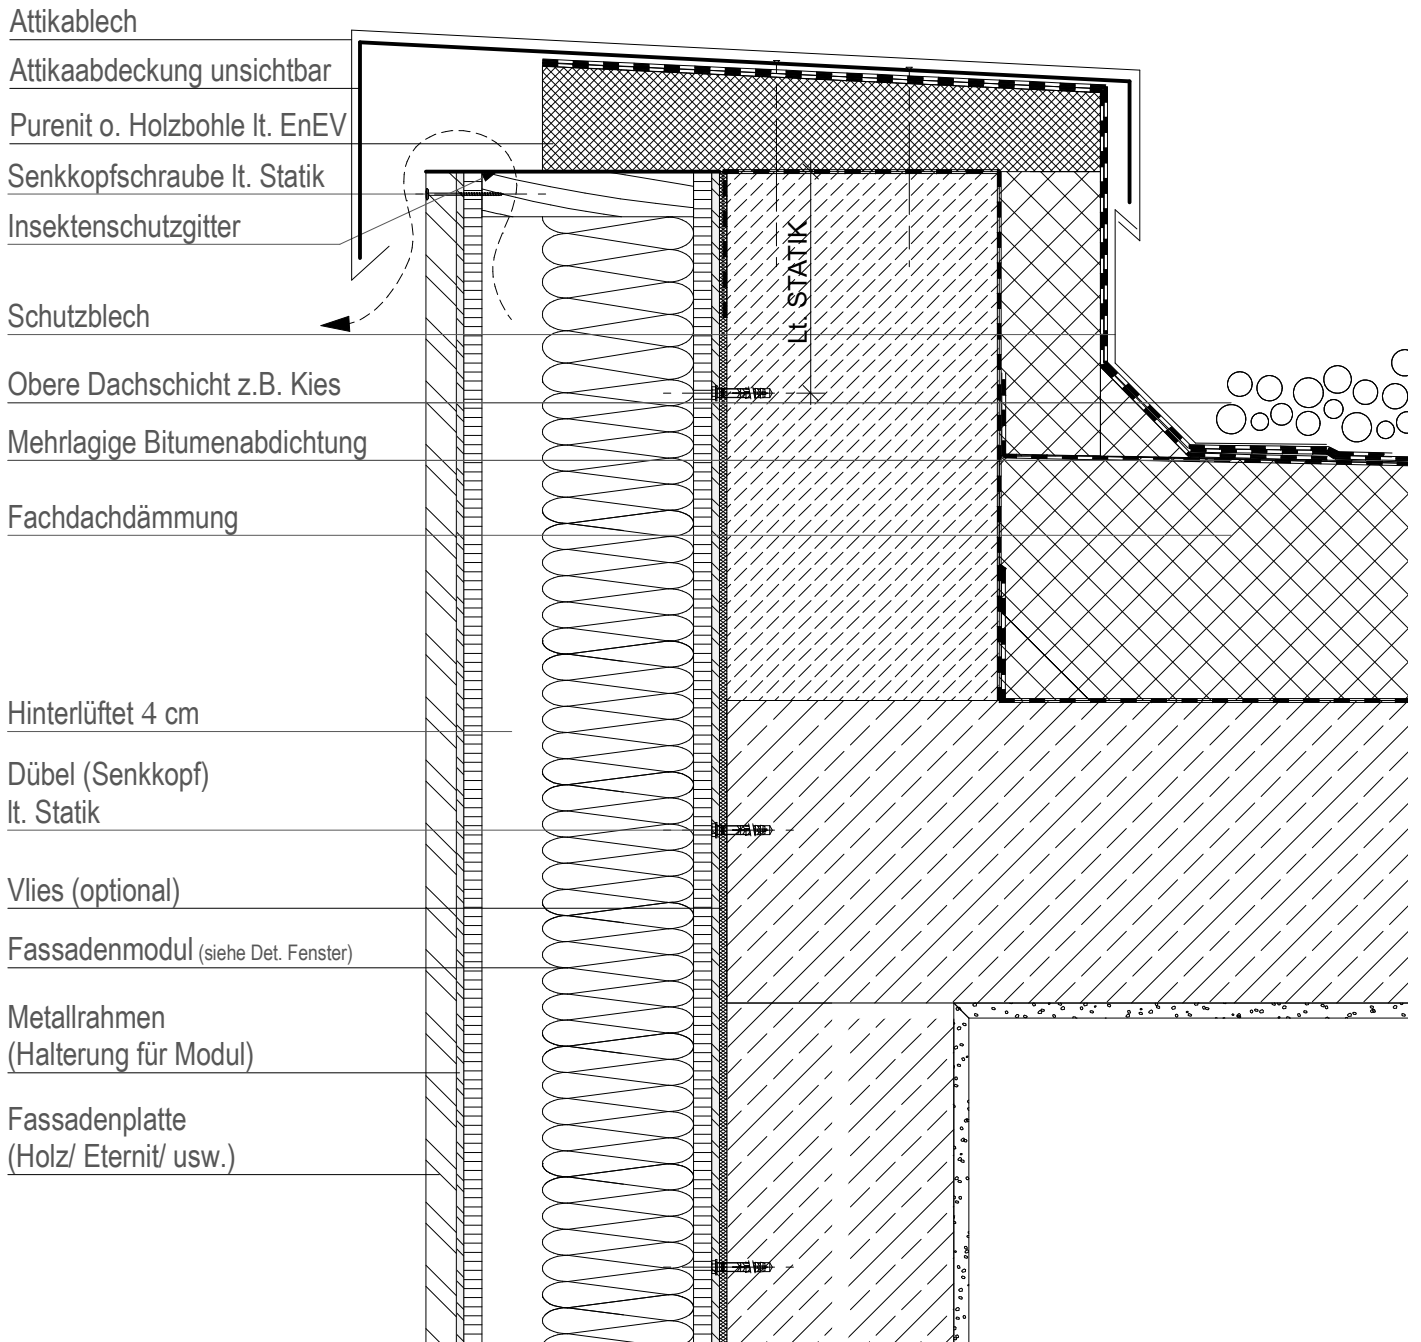 Attikablech
Attikaabdeckung unsichtbar
Purenit o. Holzbohle lt. EnEV
Senkkopfschraube lt. Statik
Insektenschutzgitter
Lt. STATIK
Schutzblech
Obere Dachschicht z.B. Kies
Mehrlagige Bitumenabdichtung
Fachdachdämmung
Hinterlüftet 4 cm
Dübel (Senkkopf)
lt. Statik
Vlies (optional)
Fassadenmodul (siehe Det. Fenster)
Metallrahmen
(Halterung für Modul)
Fassadenplatte
(Holz/ Eternit/ usw.)